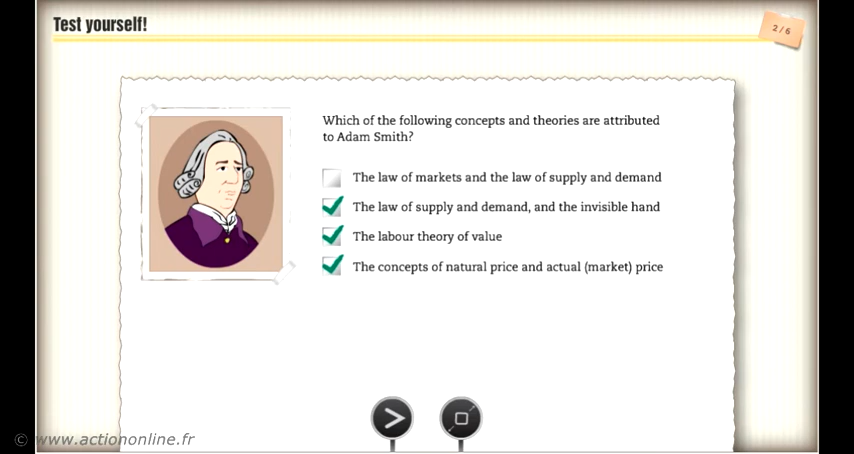 Test yourself!
2 / 6
Which of the following concepts and theories are attributed
to Adam Smith?
The law of markets and the law of supply and demand
The law of supply and demand, and the invisible hand
The labour theory of value
The concepts of natural price and actual (market) price
© www.actiononline.fr